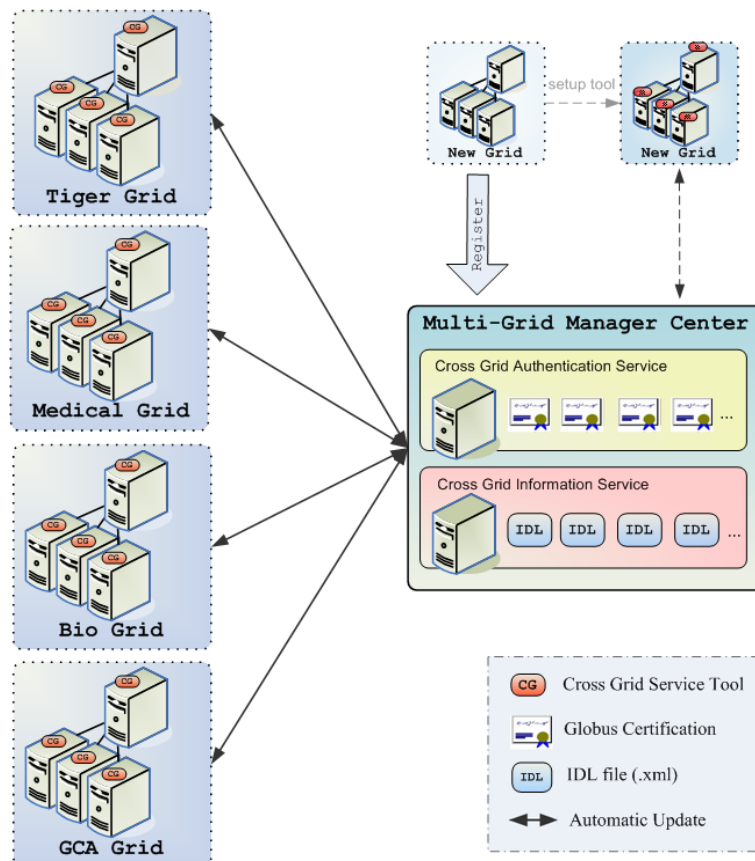 CG
CG
CG
CG
Tiger Grid
CG
CG
CG
CG
Medical Grid
CG
CG
CG
CG
Bio Grid
CG
CG
CG
CG
GCA Grid
New Grid
setup tool
New Grid
Register
Multi-Grid Manager Center
Cross Grid Authentication Service
...
Cross Grid Information Service
IDL IDL IDL IDL ...
CG Cross Grid Service Tool
Globus Certification
IDL IDL file (.xml)
Automatic Update